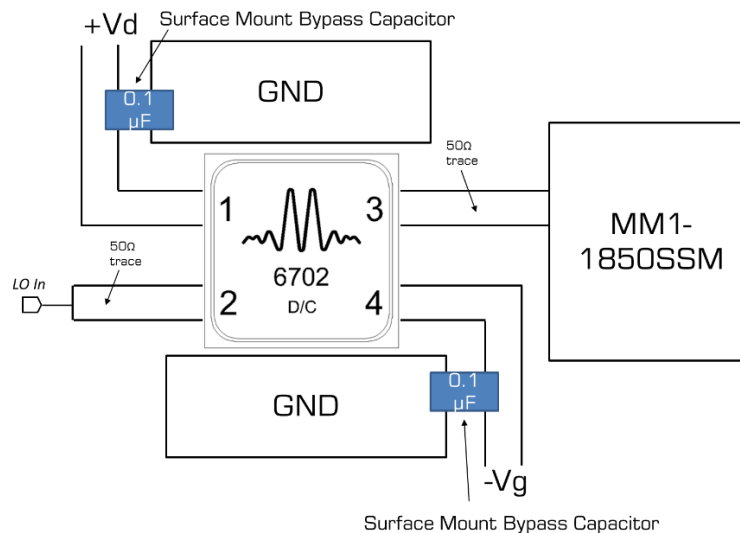 Surface Mount Bypass Capacitor
+Vd
0.1
µF
GND
50Ω
trace
1
3
MM1-
1850SSM
50Ω
trace
LO In
6702
D/C
2
4
GND
0.1
µF
-Vg
Surface Mount Bypass Capacitor